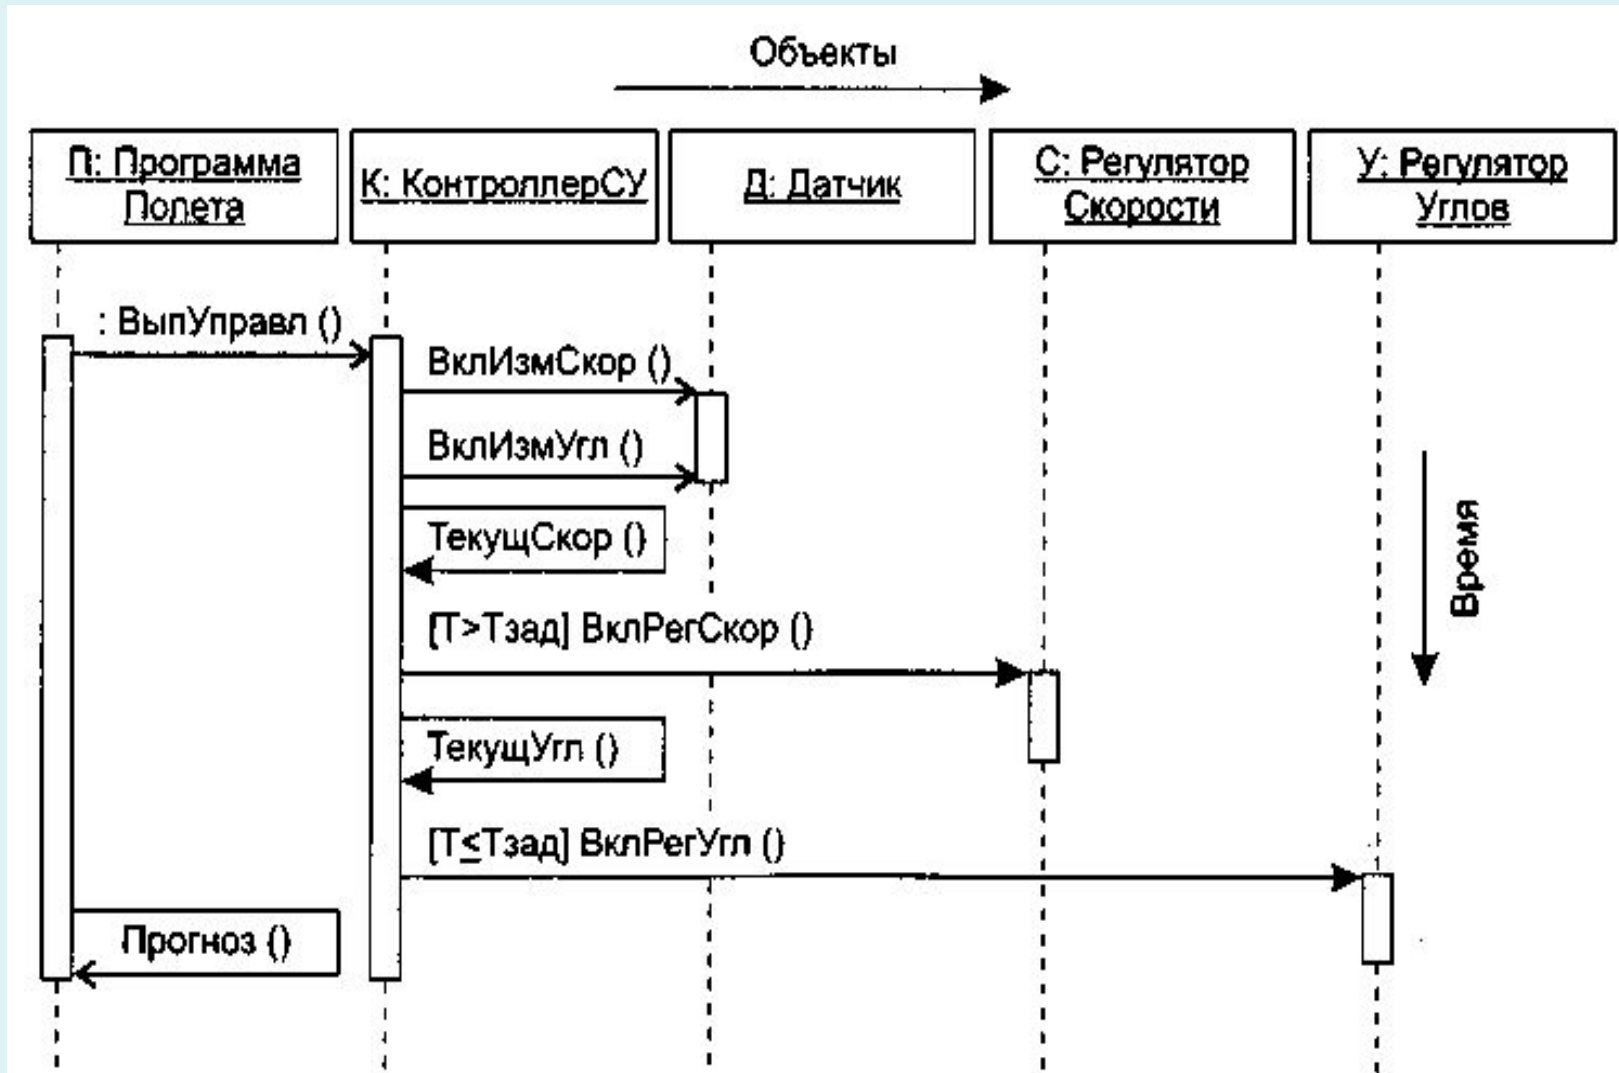 Объекты
П: Программа
Полета
К: КонтроллерСУ
Д: Датчик
С: Регулятор
Скорости
У: Регулятор
Углов
: ВыпУправл ()
ВклИзмСкор ()
ВклИзмУгл ()
ТекущСкор ()
[Т>Тзад] ВклРегСкор ()
Время
ТекущУгл ()
[Т≤Тзад] ВклРегУгл ()
Прогноз ()